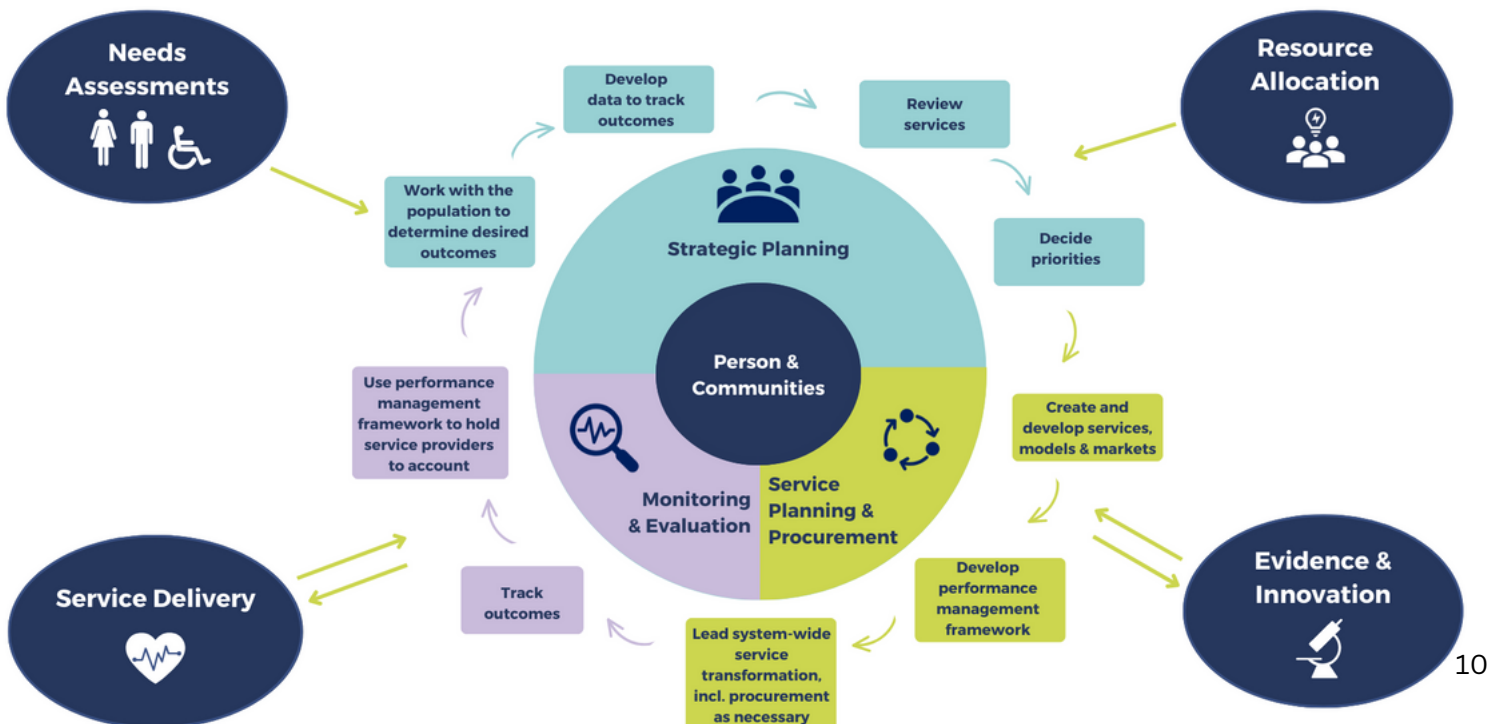 Needs
Assessments
Resource
Allocation
Develop
data to track
outcomes
Review
services
Work with the
population to
determine desired
outcomes
Decide
priorities
Strategic Planning
Person &
Communities
Use performance
management
framework to hold
service providers
to account
Create and
develop services,
models & markets
Monitoring
& Evaluation
Service
Planning &
Procurement
Service Delivery
Track
outcomes
Lead system-wide
service
transformation,
incl. procurement
as necessary
Develop
performance
management
framework
Evidence &
Innovation
10